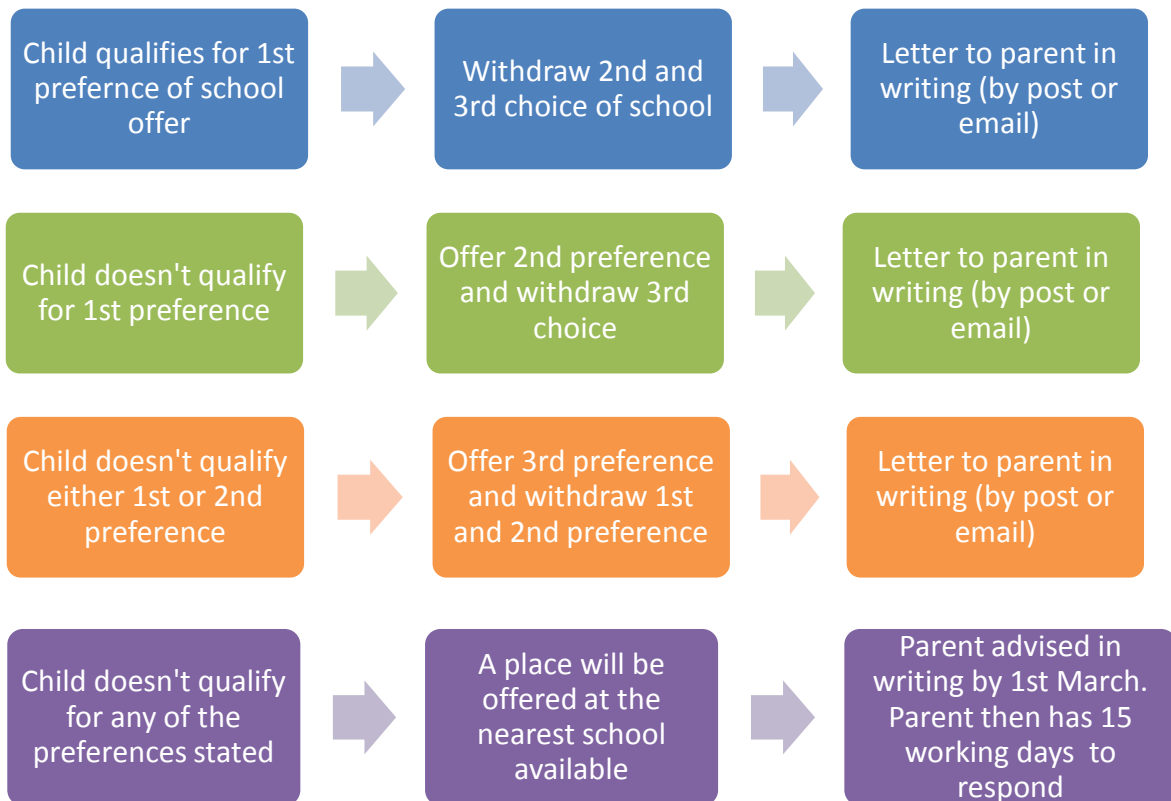 Child qualifies for 1st
prefernce of school
offer
Withdraw 2nd and
3rd choice of school
Letter to parent in
writing (by post or
email)
Child doesn't qualify
for 1st preference
Offer 2nd preference
and withdraw 3rd
choice
Letter to parent in
writing (by post or
email)
Child doesn't qualify
either 1st or 2nd
preference
Offer 3rd preference
and withdraw 1st
and 2nd preference
Letter to parent in
writing (by post or
email)
Child doesn't qualify
for any of the
preferences stated
A place will be
offered at the
nearest school
available
Parent advised in
writing by 1st March.
Parent then has 15
working days to
respond